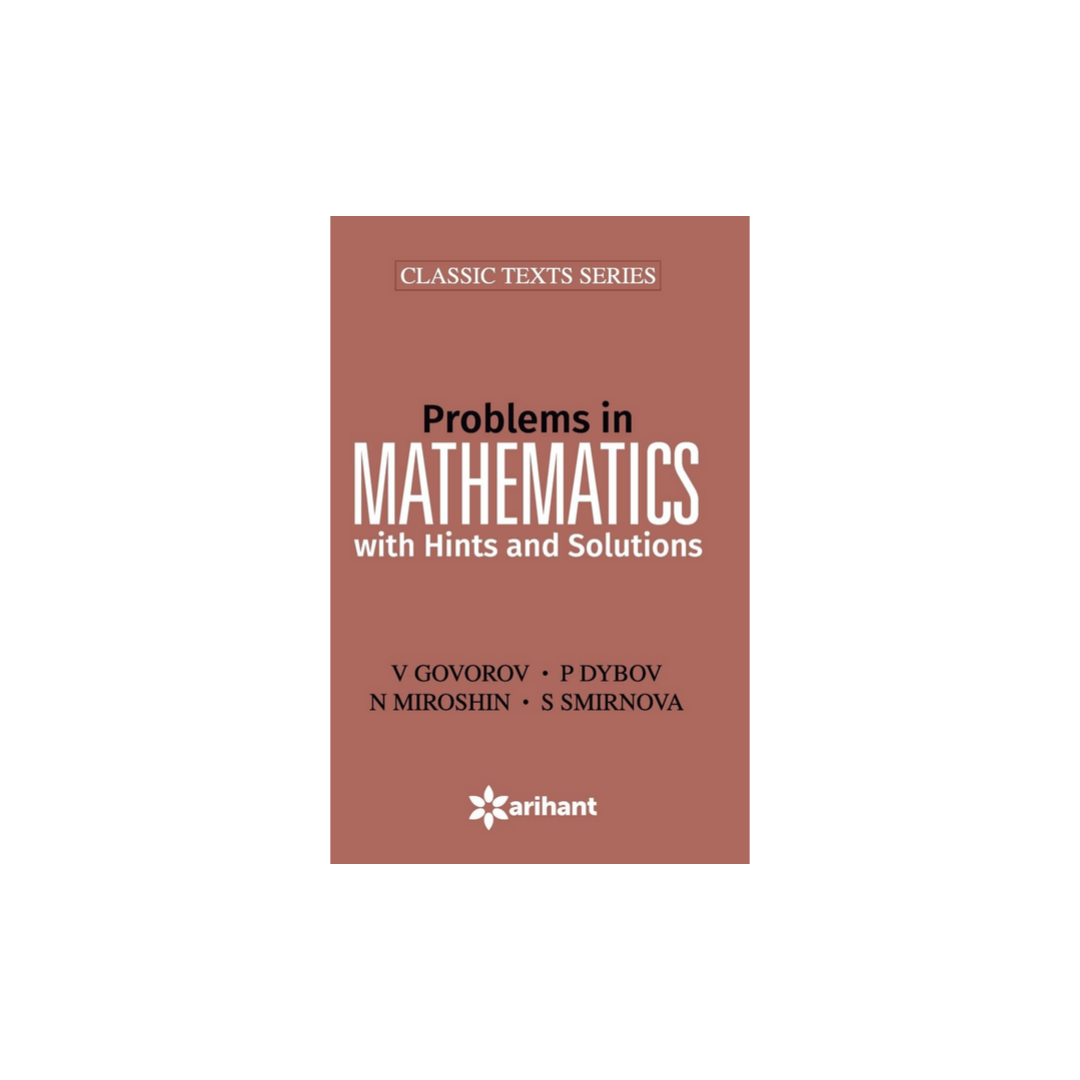 CLASSIC TEXTS SERIES
Problems in
MATHEMATICS
with Hints and Solutions
V GOVOROV • P DYBOV
N MIROSHIN • S SMIRNOVA
arihant